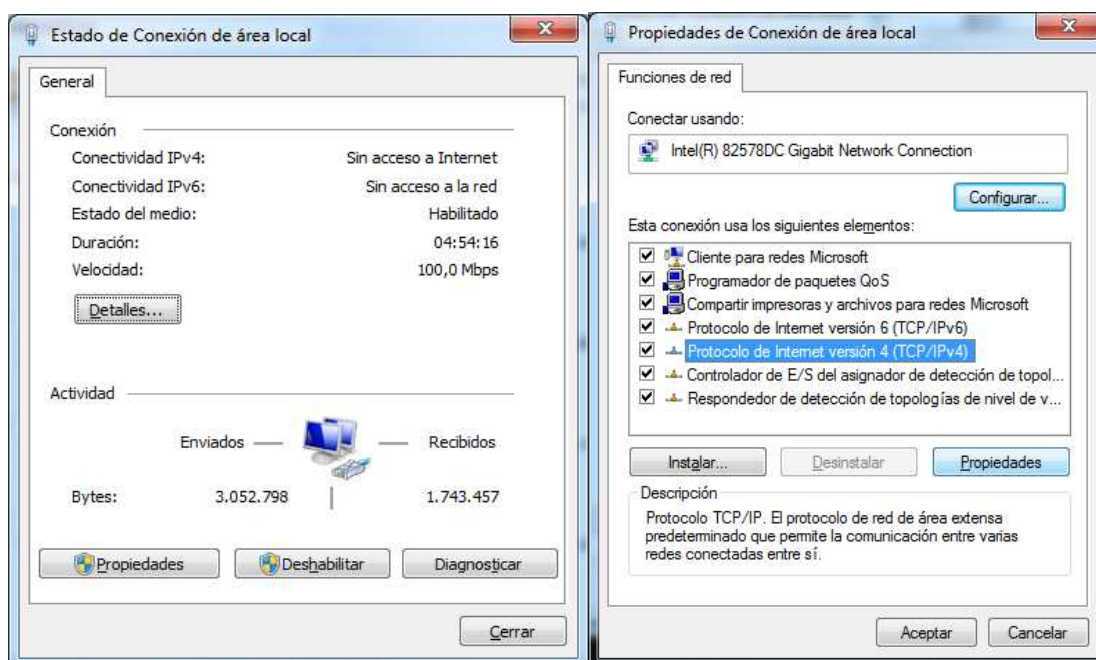 Estado de Conexión de área local
General
Conexión
Conectividad IPv4: Sin acceso a Internet
Conectividad IPv6: Sin acceso a la red
Estado del medio: Habilitado
Duración: 04:54:16
Velocidad: 100,0 Mbps
Detalles...
Actividad
Enviados Recibidos
Bytes: 3.052.798 1.743.457
Propiedades Deshabilitar Diagnosticar
Cerrar
Propiedades de Conexión de área local
Funciones de red
Conectar usando:
Intel(R) 82578DC Gigabit Network Connection
Configurar...
Esta conexión usa los siguientes elementos:
Cliente para redes Microsoft
Programador de paquetes QoS
Compartir impresoras y archivos para redes Microsoft
Protocolo de Internet versión 6 (TCP/IPv6)
Protocolo de Internet versión 4 (TCP/IPv4)
Controlador de E/S del asignador de detección de topol...
Respondedor de detección de topologías de nivel de v...
Instalar... Desinstalar Propiedades
Descripción
Protocolo TCP/IP. El protocolo de red de área extensa
predeterminado que permite la comunicación entre varias
redes conectadas entre sí.
Aceptar Cancelar